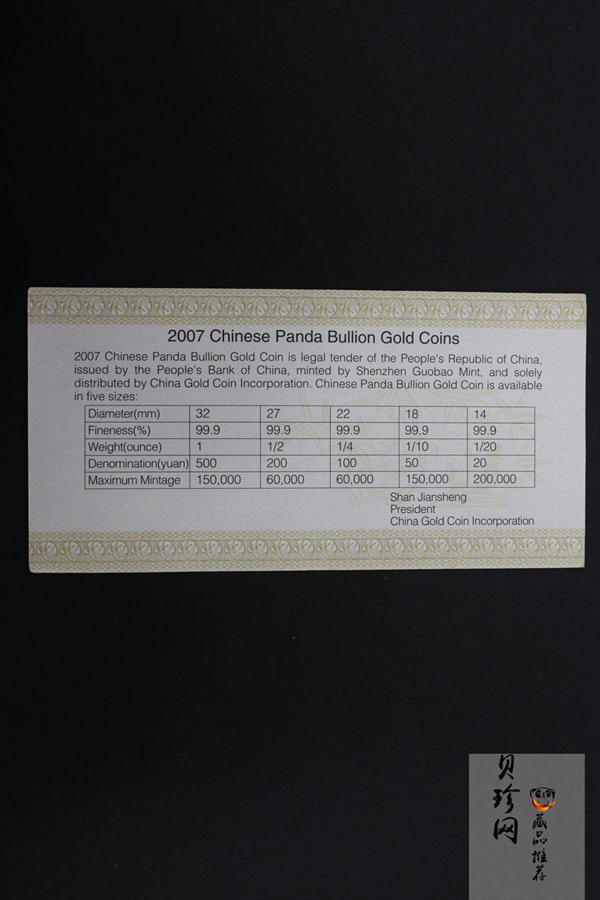 2007 Chinese Panda Bullion Gold Coins
2007 Chinese Panda Bullion Gold Coin is legal tender of the People's Republic of China,
issued by the People's Bank of China, minted by Shenzhen Guobao Mint, and solely
distributed by China Gold Coin Incorporation. Chinese Panda Bullion Gold Coin is available
in five sizes:
Diameter(mm) 32 27 22 18 14
Fineness(%) 99.9 99.9 99.9 99.9 99.9
Weight(ounce) 1 1/2 1/4 1/10 1/20
Denomination(yuan) 500 200 100 50 20
Maximum Mintage 150,000 60,000 60,000 150,000 200,000
Shan Jiansheng
President
China Gold Coin Incorporation
贝珍网
藏品推荐